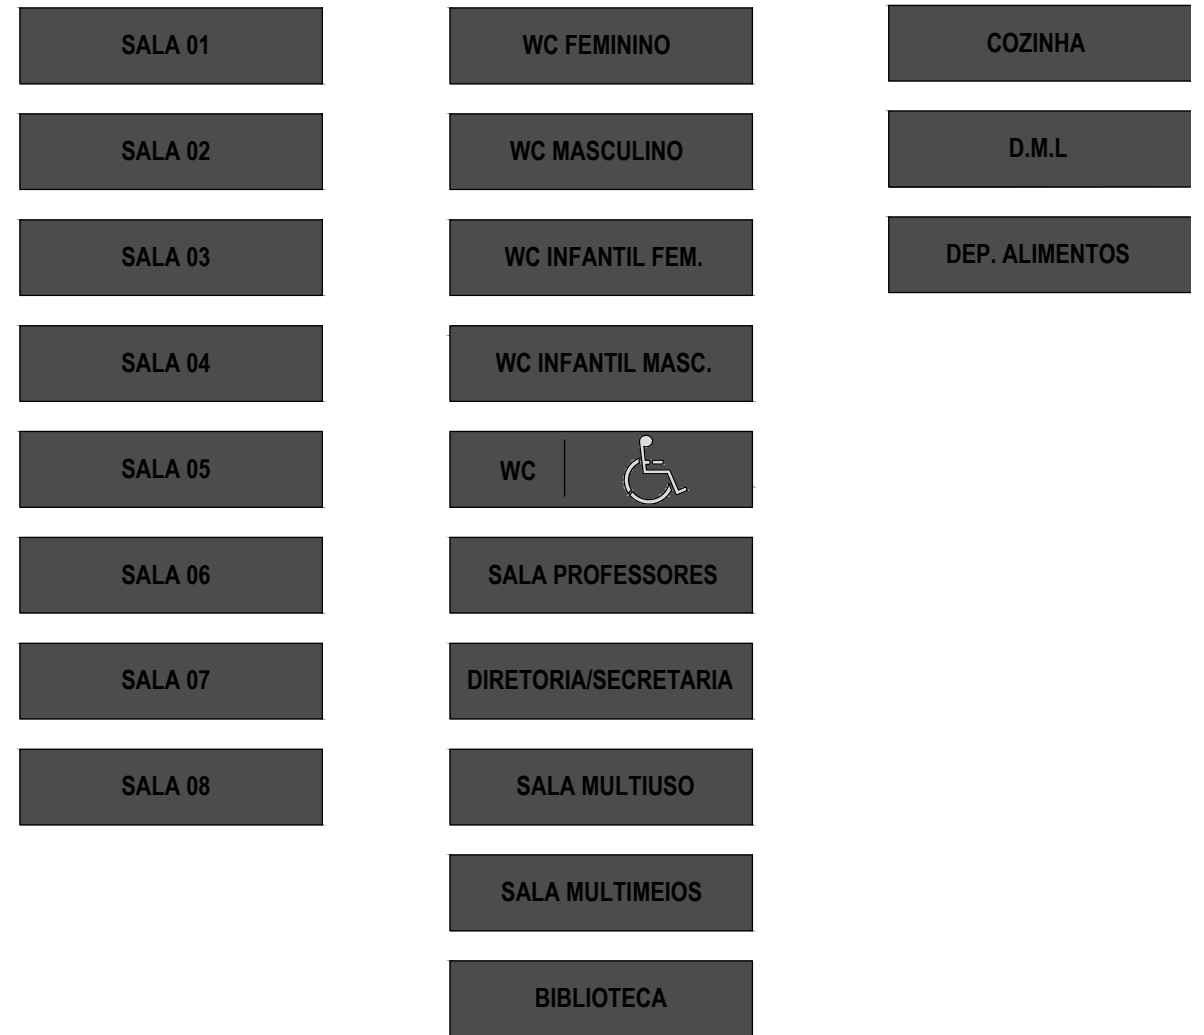 SALA 01
SALA 02
SALA 03
SALA 04
SALA 05
SALA 06
SALA 07
SALA 08
WC FEMININO
WC MASCULINO
WC INFANTIL FEM.
WC INFANTIL MASC.
WC
SALA PROFESSORES
DIRETORIA/SECRETARIA
SALA MULTIUSO
SALA MULTIMEIOS
BIBLIOTECA
COZINHA
D.M.L
DEP. ALIMENTOS